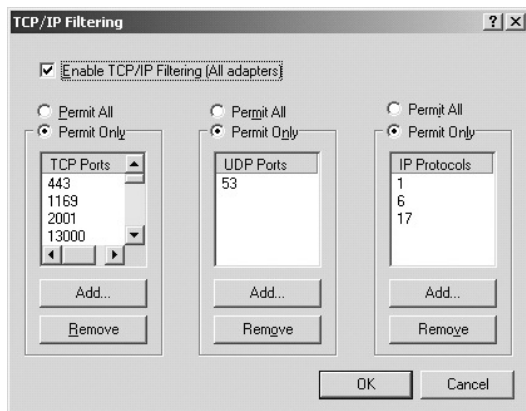 TCP/IP Filtering
Enable TCP/IP Filtering (All adapters)
Permit All
Permit Only
TCP Ports
443
1169
2001
13000
Add...
Remove
Permit All
Permit Only
UDP Ports
53
Add...
Remove
Permit All
Permit Only
IP Protocols
1
6
17
Add...
Remove
OK
Cancel